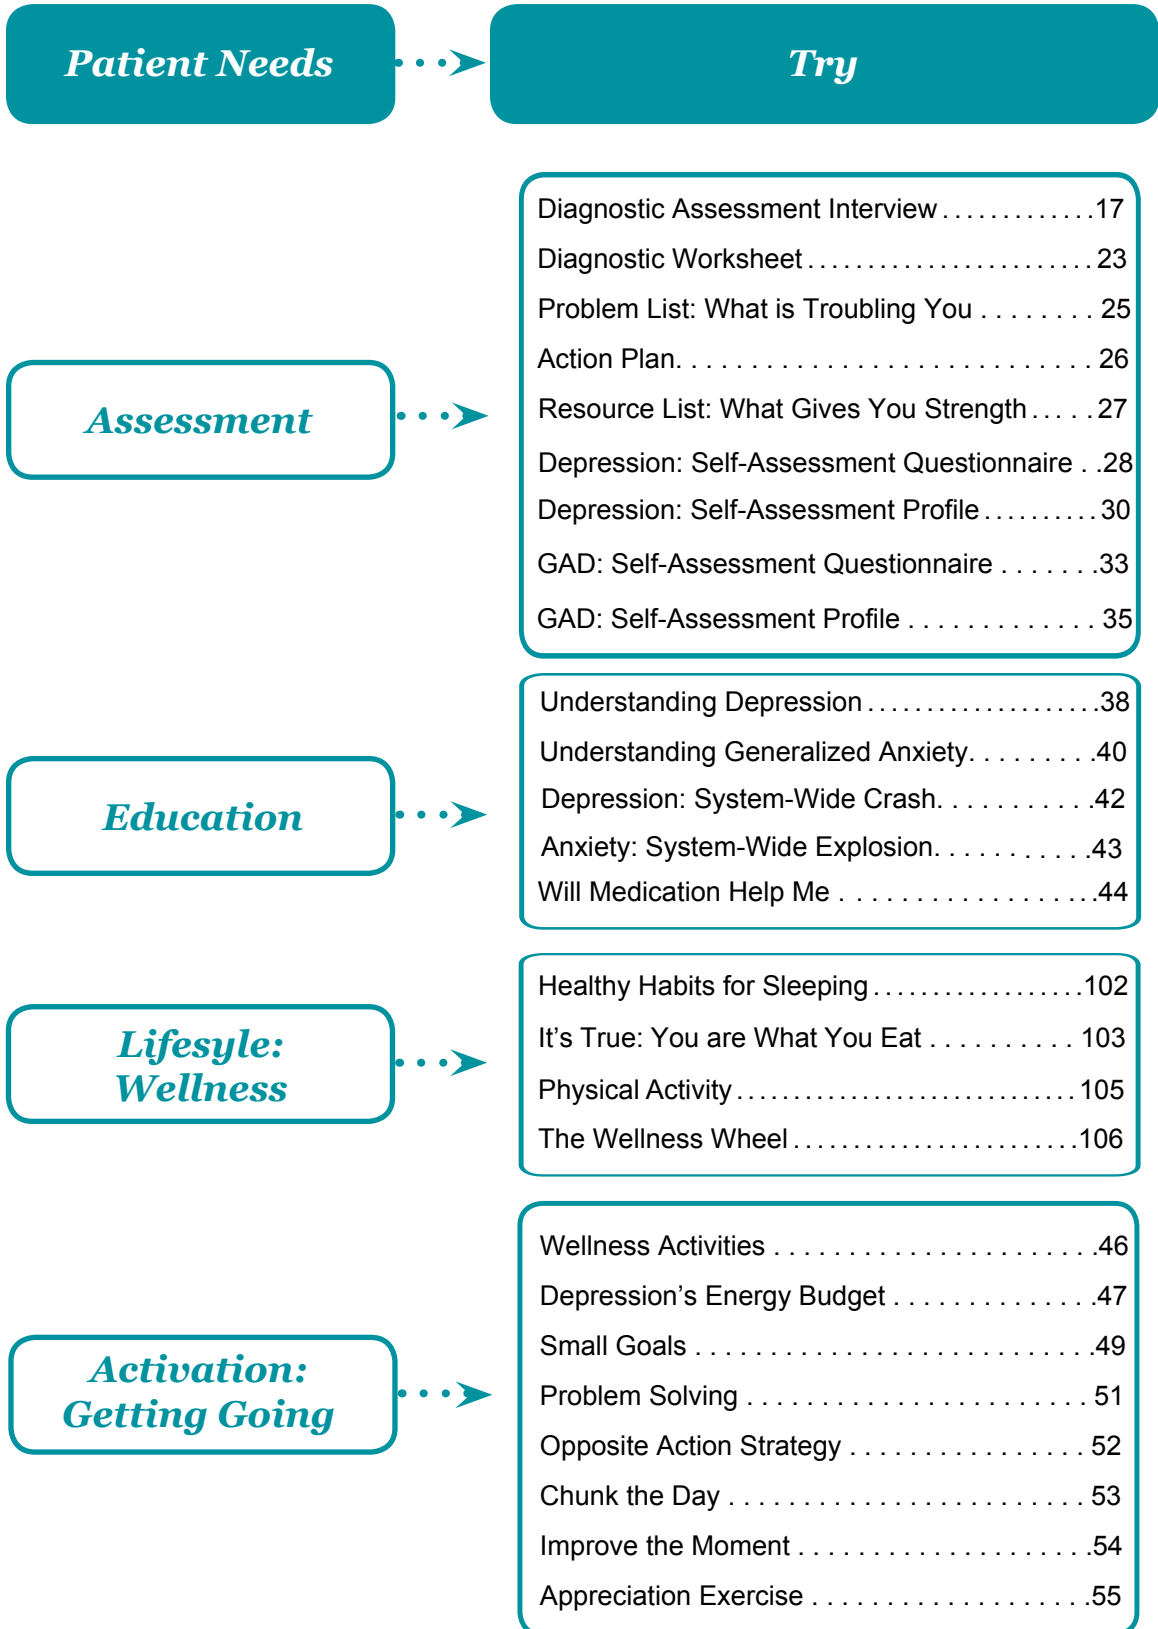 Patient Needs
Try
Assessment
Diagnostic Assessment Interview . . . . . . . . . . . . . 17
Diagnostic Worksheet . . . . . . . . . . . . . . . . . . . . . . . . 23
Problem List: What is Troubling You . . . . . . . . 25
Action Plan. . . . . . . . . . . . . . . . . . . . . . . . . . . . 26
Resource List: What Gives You Strength . . . . . 27
Depression: Self-Assessment Questionnaire . . 28
Depression: Self-Assessment Profile . . . . . . . . . . 30
GAD: Self-Assessment Questionnaire . . . . . . . 33
GAD: Self-Assessment Profile . . . . . . . . . . . . . 35
Education
Understanding Depression . . . . . . . . . . . . . . . . . . . . 38
Understanding Generalized Anxiety. . . . . . . . . 40
Depression: System-Wide Crash. . . . . . . . . . . 42
Anxiety: System-Wide Explosion. . . . . . . . . . . 43
Will Medication Help Me . . . . . . . . . . . . . . . . . . 44
Lifesyle:
Wellness
Healthy Habits for Sleeping . . . . . . . . . . . . . . . . . . 102
It's True: You are What You Eat . . . . . . . . . . 103
Physical Activity . . . . . . . . . . . . . . . . . . . . . . . . . . . . . 105
The Wellness Wheel . . . . . . . . . . . . . . . . . . . . . . . . 106
Activation:
Getting Going
Wellness Activities . . . . . . . . . . . . . . . . . . . . . . 46
Depression's Energy Budget . . . . . . . . . . . . . . 47
Small Goals . . . . . . . . . . . . . . . . . . . . . . . . . . . 49
Problem Solving . . . . . . . . . . . . . . . . . . . . . . . 51
Opposite Action Strategy . . . . . . . . . . . . . . . . 52
Chunk the Day . . . . . . . . . . . . . . . . . . . . . . . . 53
Improve the Moment . . . . . . . . . . . . . . . . . . . . 54
Appreciation Exercise . . . . . . . . . . . . . . . . . . . 55